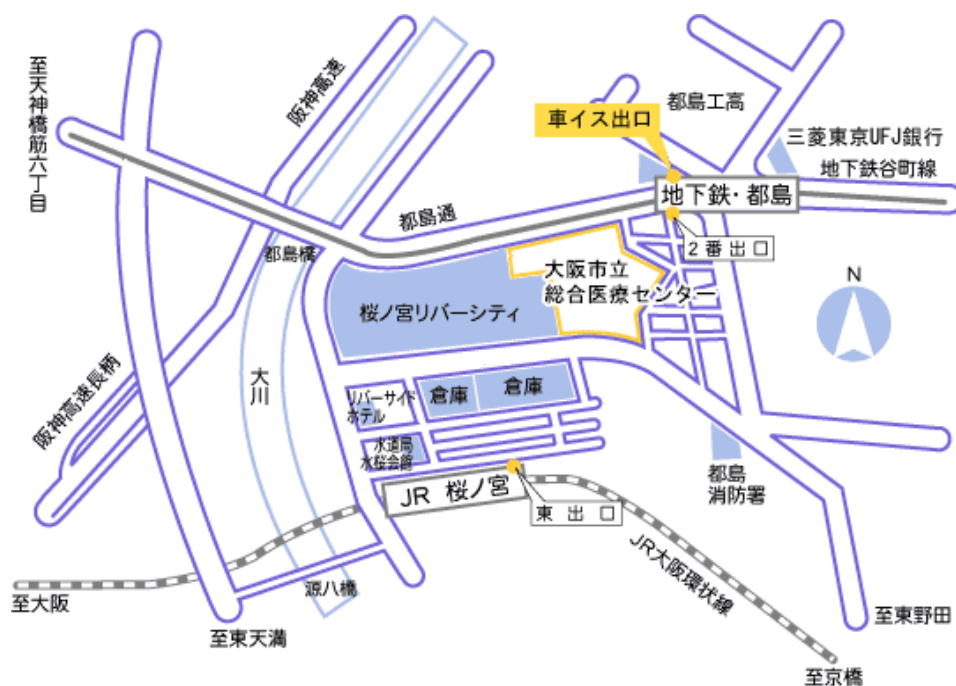 至天神橋筋六丁目
阪神高速
都島工高
車イス出口
三菱東京UFJ銀行
地下鉄谷町線
地下鉄・都島
都島通
2番出口
都島橋
大阪市立
総合医療センター
N
桜ノ宮リバーシティ
大川
阪神高速長柄
リバーサイド
ホテル
倉庫
倉庫
水道局
水桜会館
都島
消防署
JR 桜ノ宮
東出口
JR大阪環状線
源八橋
至大阪
至東天満
至東野田
至京橋